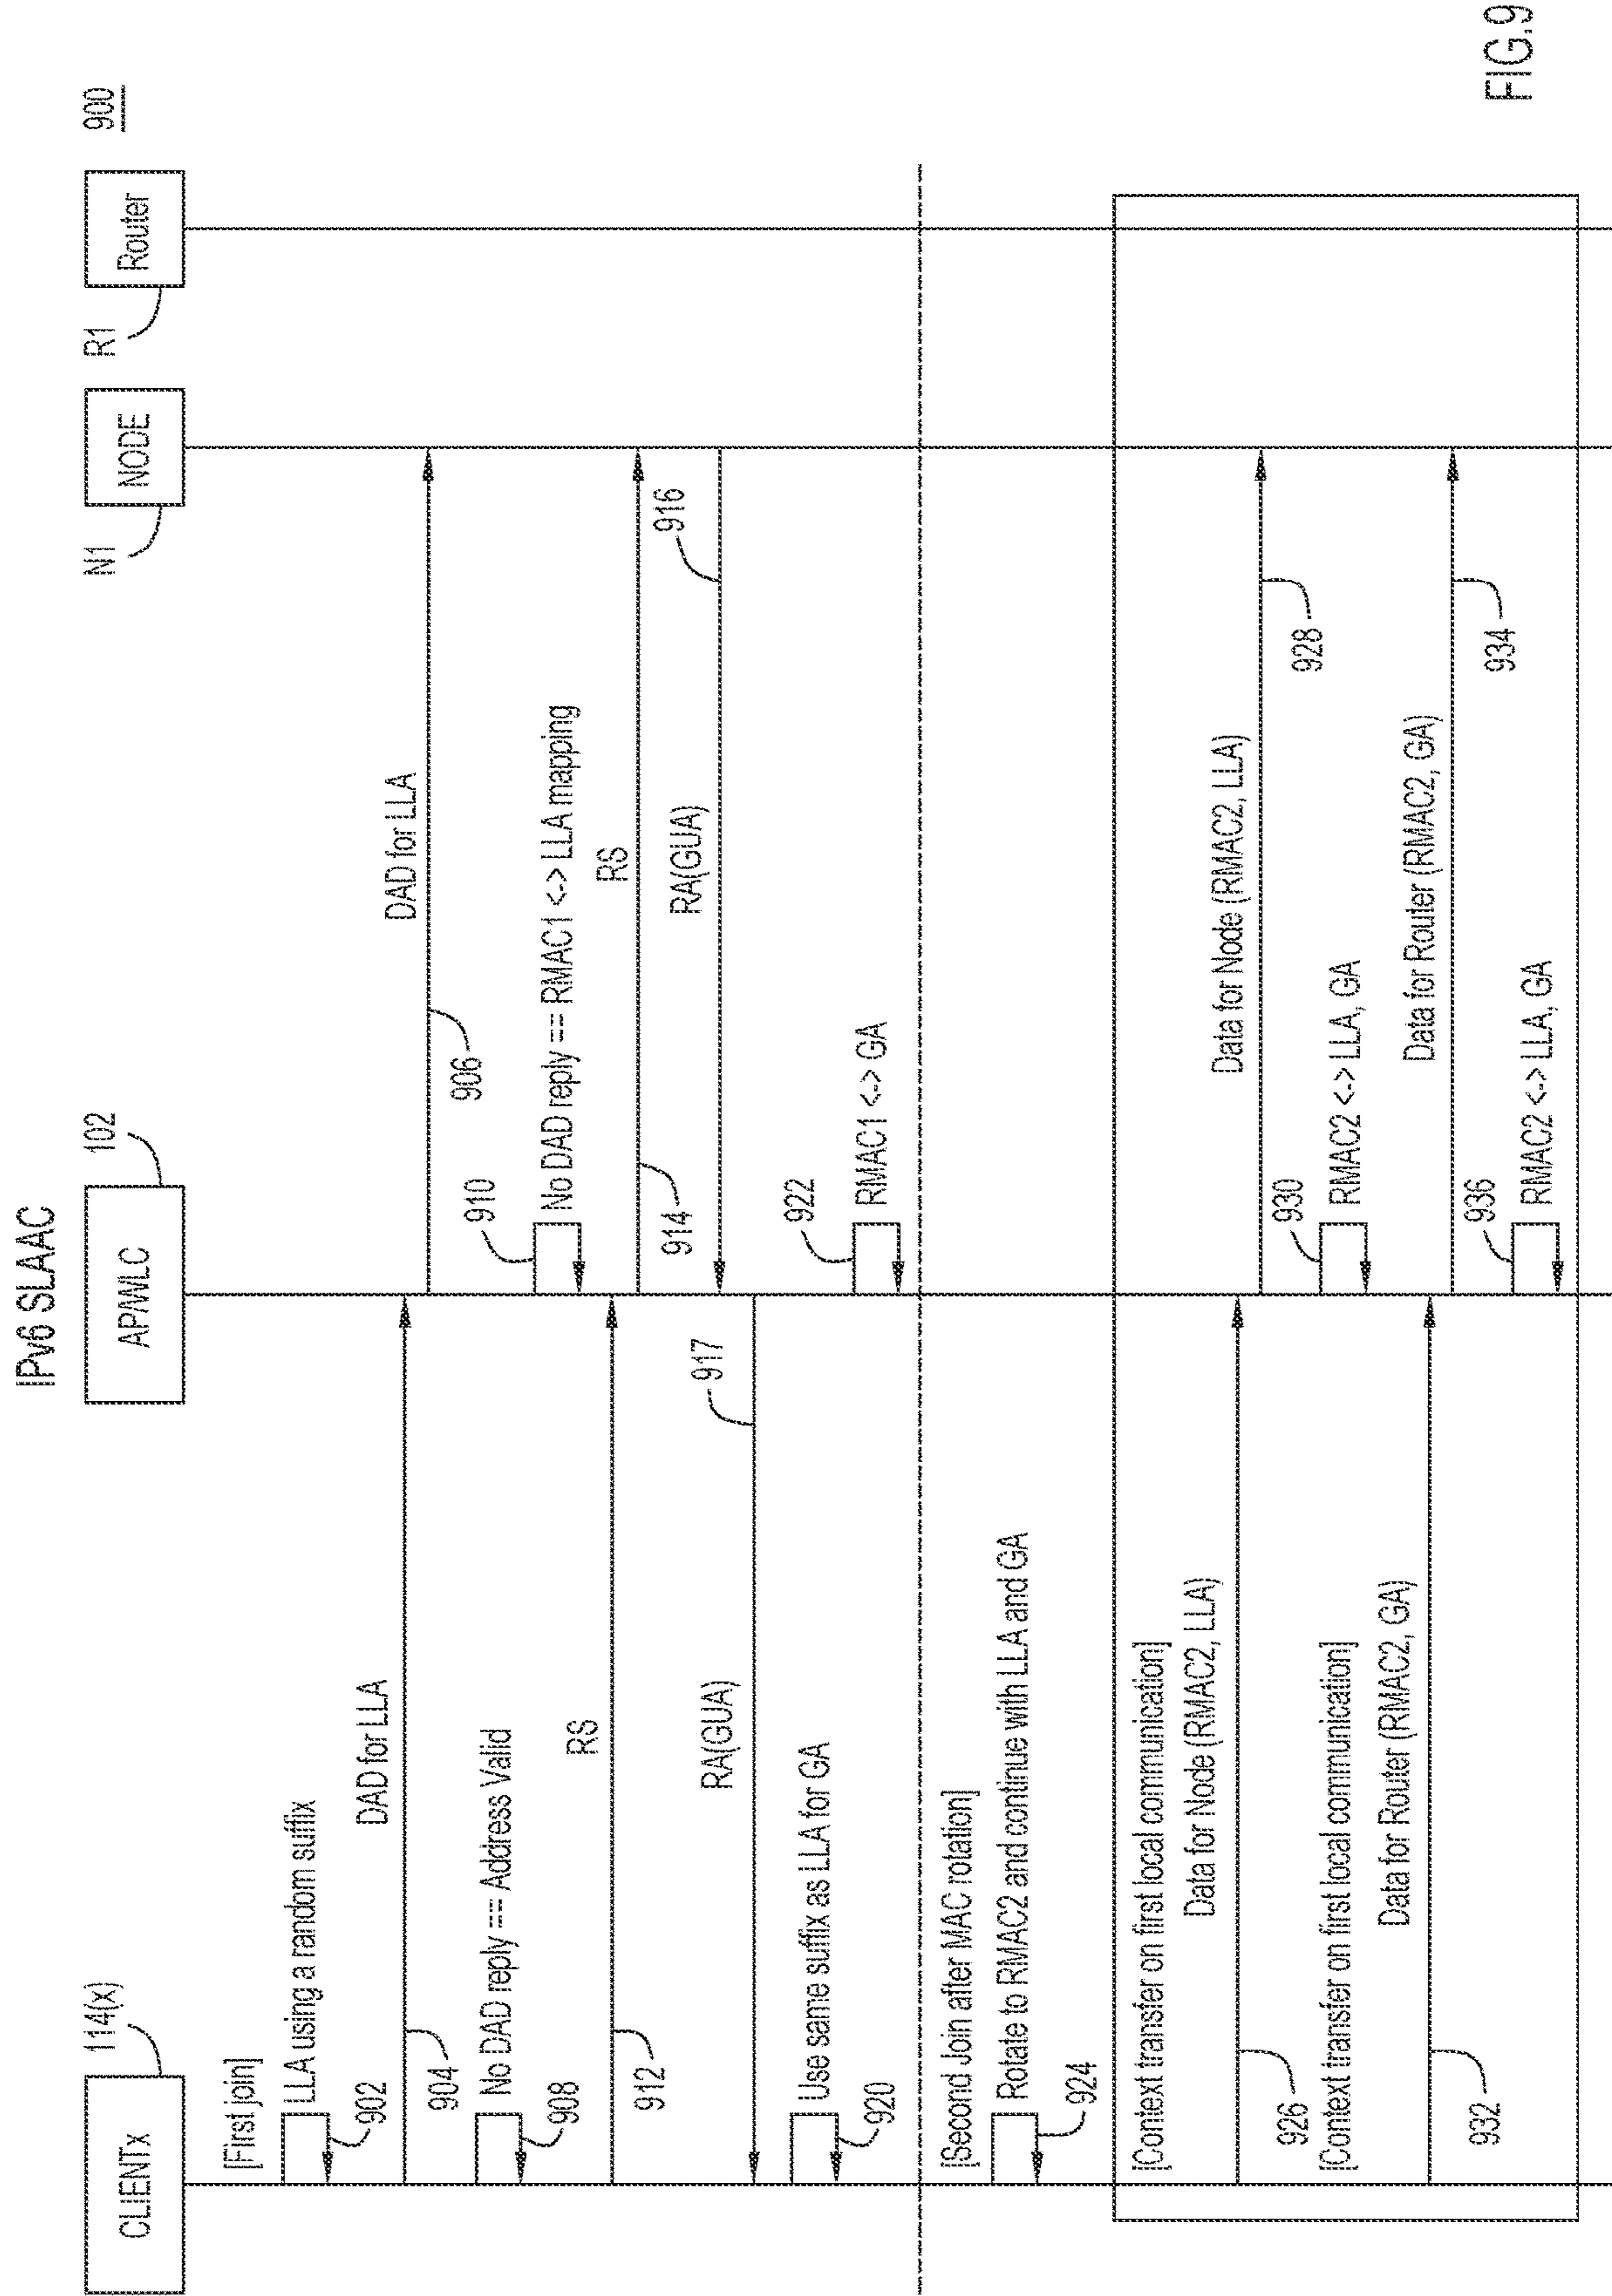 IPv6 SLAAC
900
114(x)
102
N1
R1
CLIENTx
AP/WLC
NODE
Router
[First join]
LLA using a random suffix
902
DAD for LLA
904
DAD for LLA
906
No DAD reply == Address Valid
908
910
No DAD reply == RMAC1 <-> LLA mapping
RS
912
RS
914
RA(GUA)
916
RA(GUA)
917
Use same suffix as LLA for GA
920
922
RMAC1 <-> GA
[Second Join after MAC rotation]
Rotate to RMAC2 and continue with LLA and GA
924
[Context transfer on first local communication]
Data for Node (RMAC2, LLA)
926
Data for Node (RMAC2, LLA)
928
930
RMAC2 <-> LLA, GA
[Context transfer on first local communication]
Data for Router (RMAC2, GA)
932
Data for Router (RMAC2, GA)
934
936
RMAC2 <-> LLA, GA
FIG.9